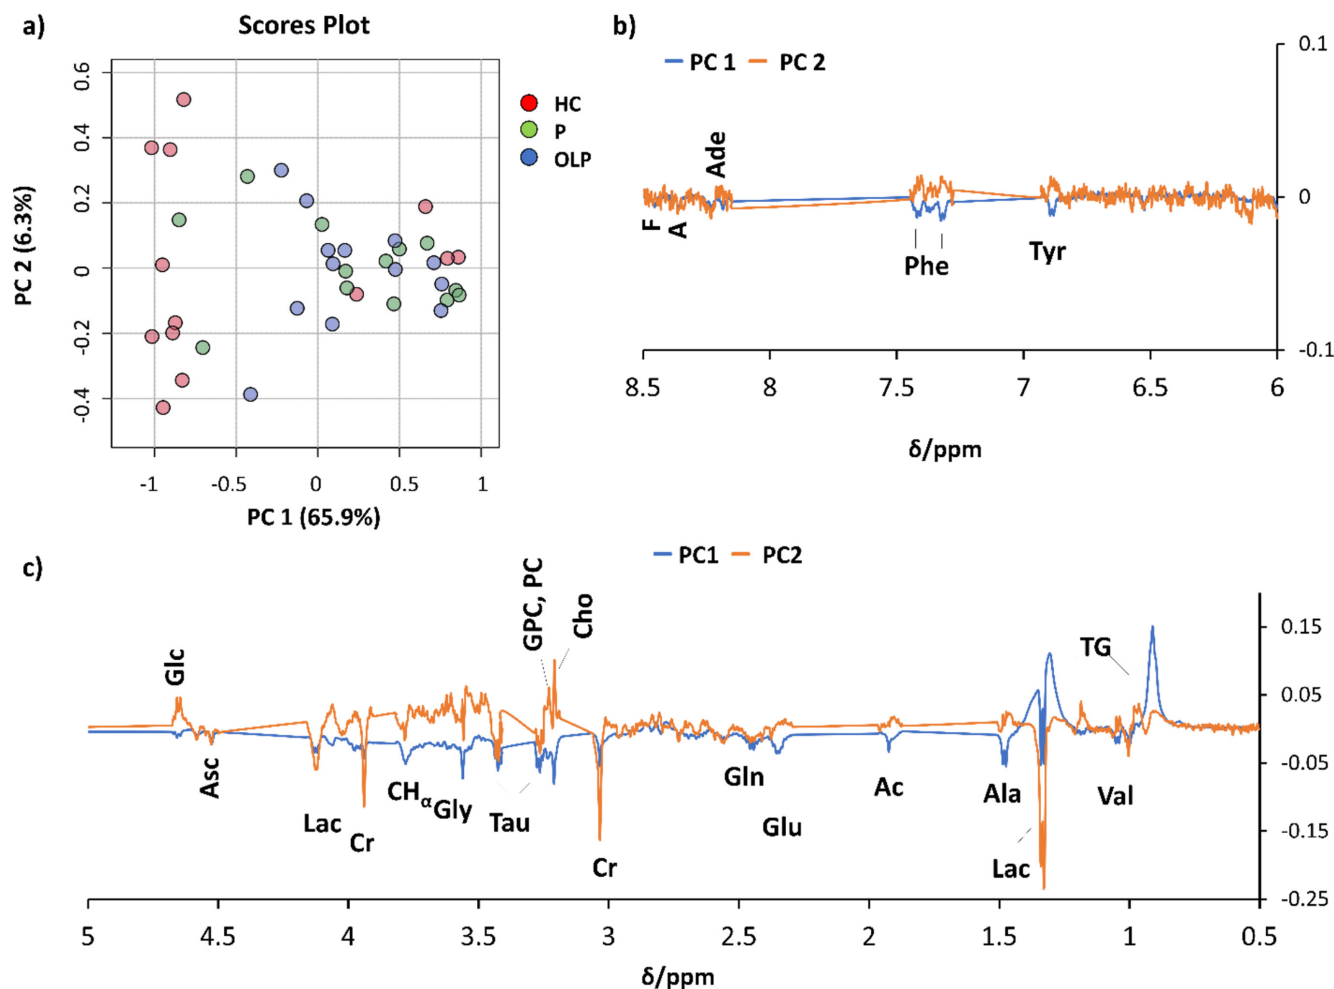 a)
Scores Plot
HC
P
OLP
PC 2 (6.3%)
0.6
0.4
0.2
0
-0.2
-0.4
-1
-0.5
0
0.5
1
PC 1 (65.9%)
b)
PC 1
PC 2
0.1
0
-0.1
F
A
Ade
Phe
Tyr
8.5
8
7.5
7
6.5
6
δ/ppm
c)
PC1
PC2
Glc
Asc
Lac
Cr
CHα
Gly
Tau
GPC, PC
Cho
Cr
Gln
Glu
Ac
Ala
Lac
TG
Val
0.15
0.05
-0.05
-0.15
-0.25
5
4.5
4
3.5
3
2.5
2
1.5
1
0.5
δ/ppm